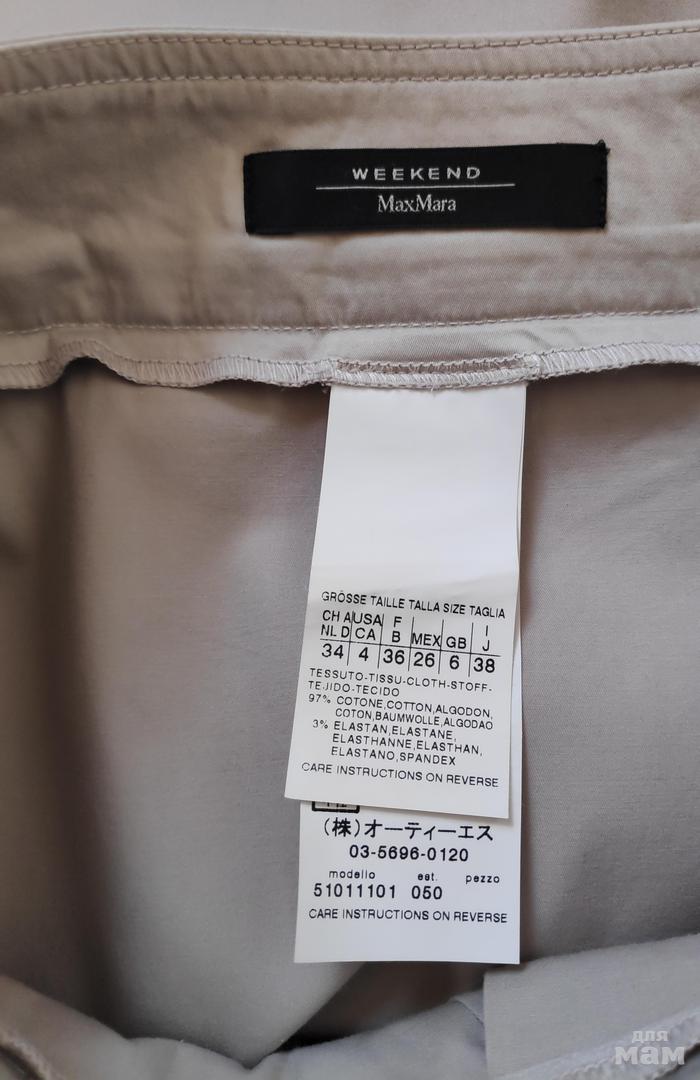 WEEKEND
MaxMara
GRÖSSE TAILLE TALLA SIZE TAGLIA
CH A USA F I
NL D CA B MEX GB J
34 4 36 26 6 38
TESSUTO-TISSU-CLOTH-STOFF-
TEJIDO-TECIDO
97% COTONE,COTTON,ALGODON,
COTON,BAUMWOLLE,ALGODAO
3% ELASTAN,ELASTANE,
ELASTHANNE,ELASTHAN,
ELASTANO,SPANDEX
CARE INSTRUCTIONS ON REVERSE
(株)オーティーエス
03-5696-0120
modello est. pezzo
51011101 050
CARE INSTRUCTIONS ON REVERSE
для
мам